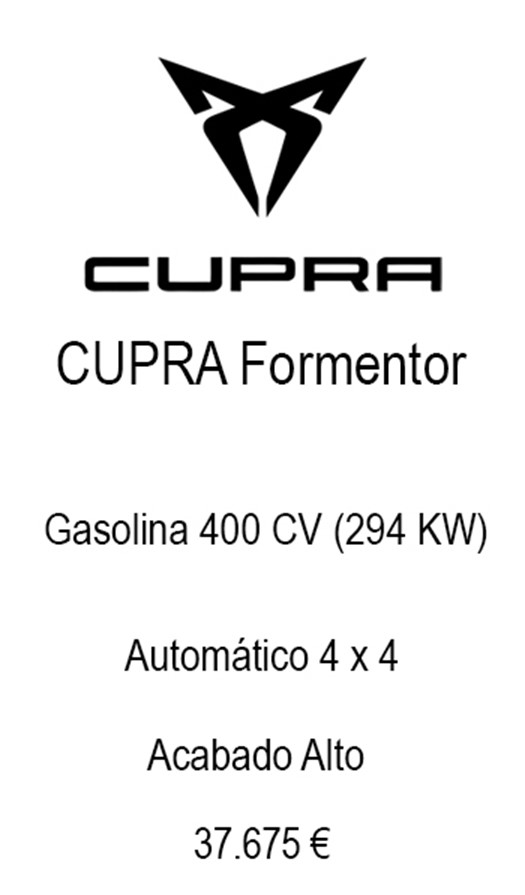 CUPRA
CUPRA Formentor
Gasolina 400 CV (294 KW)
Automático 4 x 4
Acabado Alto
37.675 €